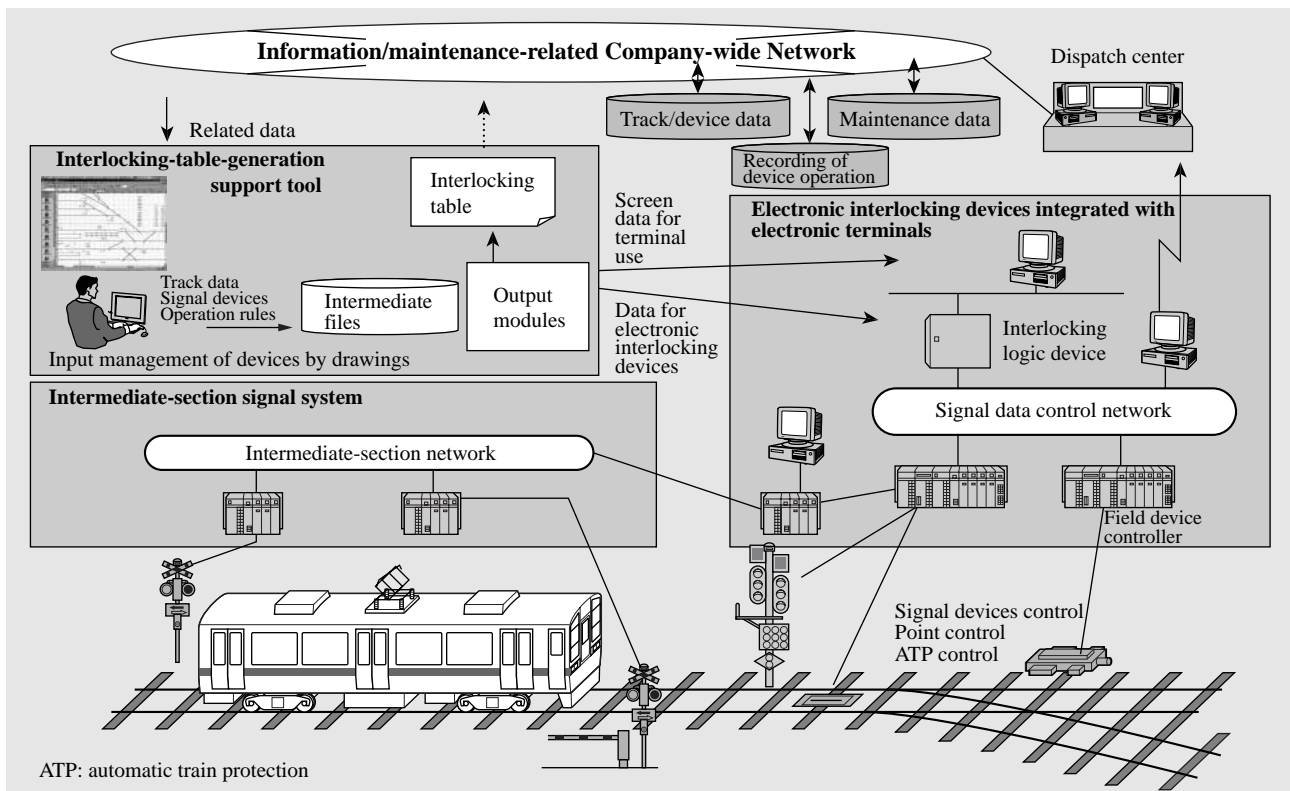 Information/maintenance-related Company-wide Network
Dispatch center
Track/device data
Maintenance data
Recording of
device operation
Related data
Interlocking-table-generation
support tool
Interlocking
table
Track data
Signal devices
Operation rules
Intermediate
files
Output
modules
Input management of devices by drawings
Screen
data for
terminal
use
Data for
electronic
interlocking
devices
Electronic interlocking devices integrated with
electronic terminals
Interlocking
logic device
Signal data control network
Field device
controller
Intermediate-section signal system
Intermediate-section network
Signal devices control
Point control
ATP control
ATP: automatic train protection